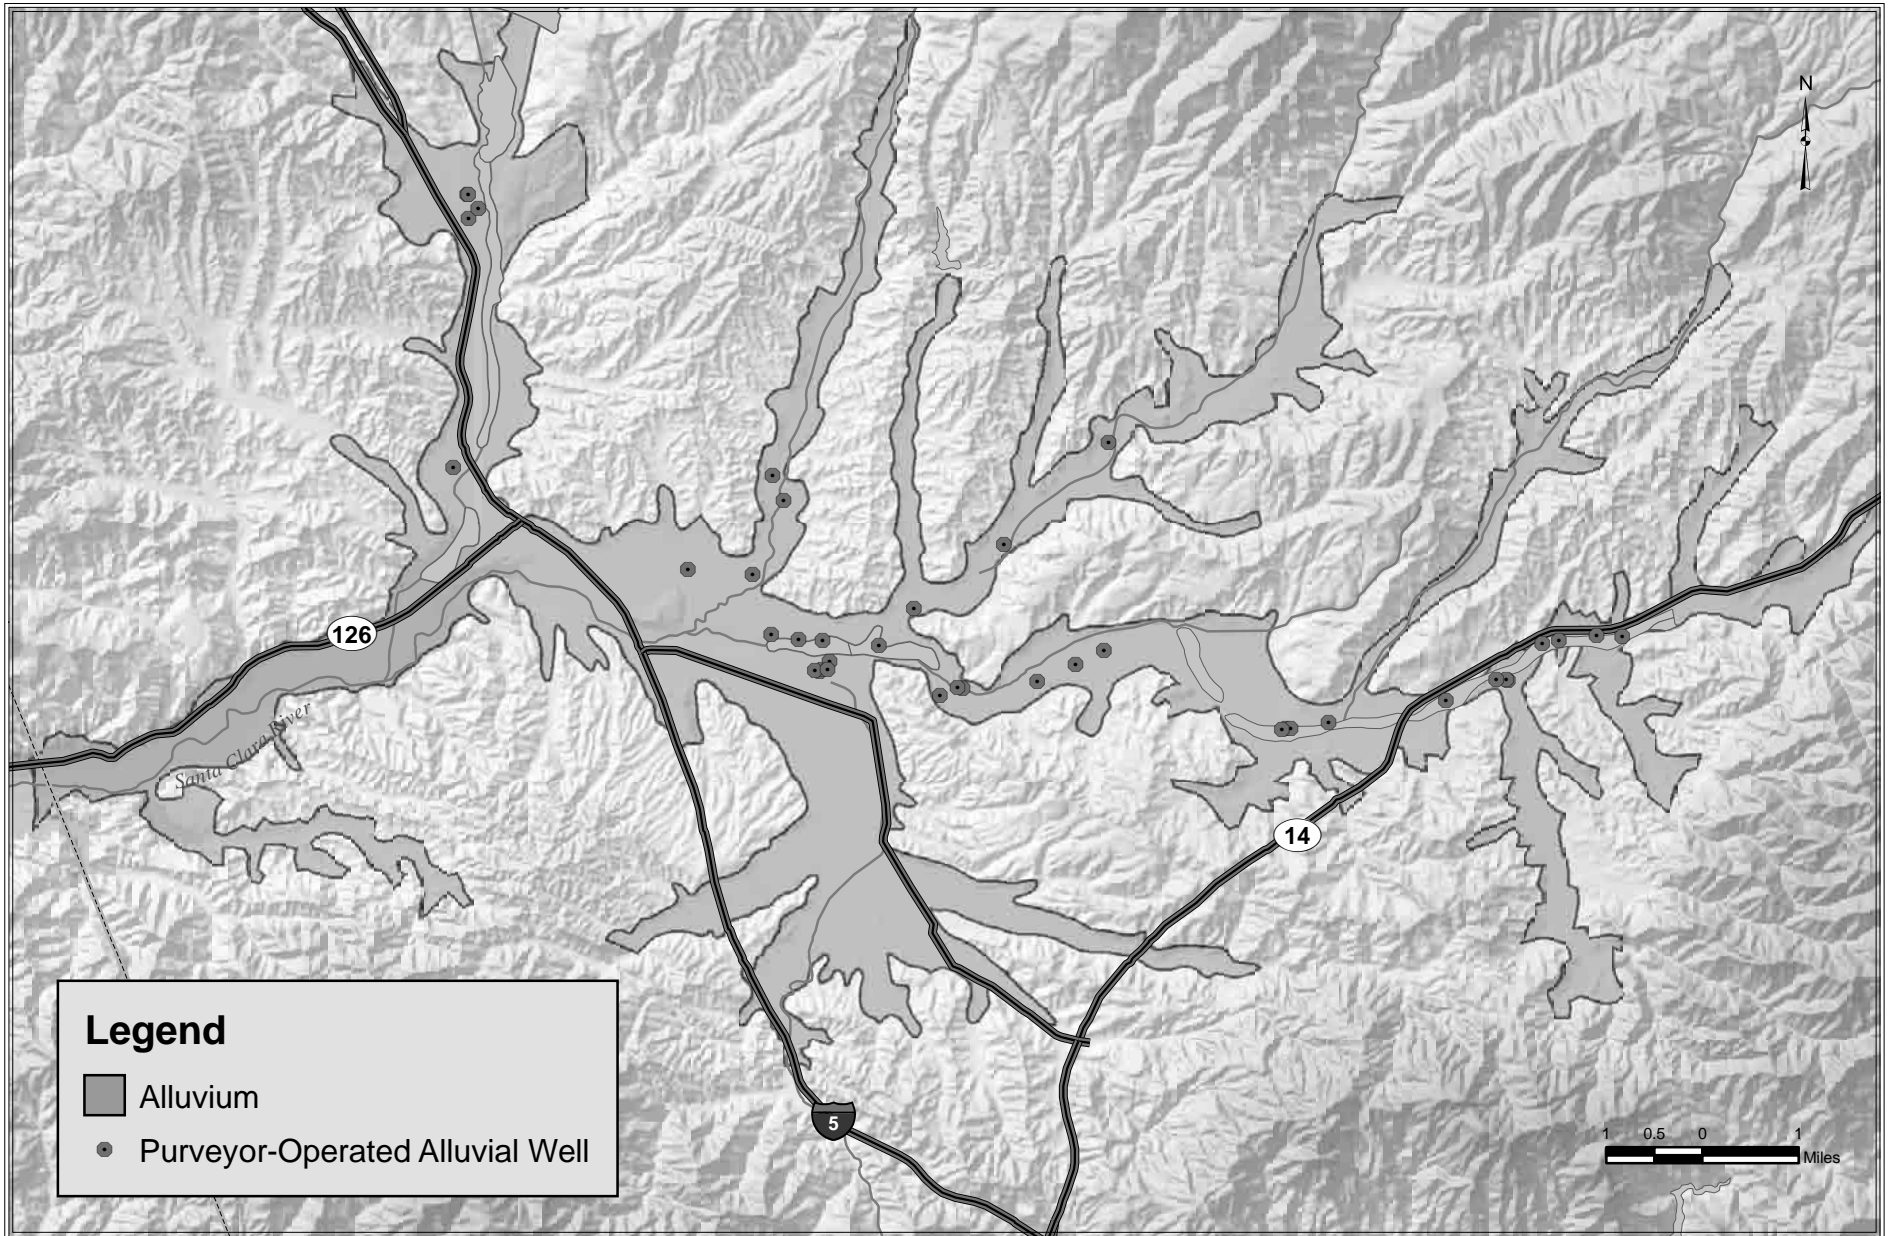 N
126
Santa Clara River
14
Legend
Alluvium
Purveyor-Operated Alluvial Well
5
1 0.5 0 1
Miles